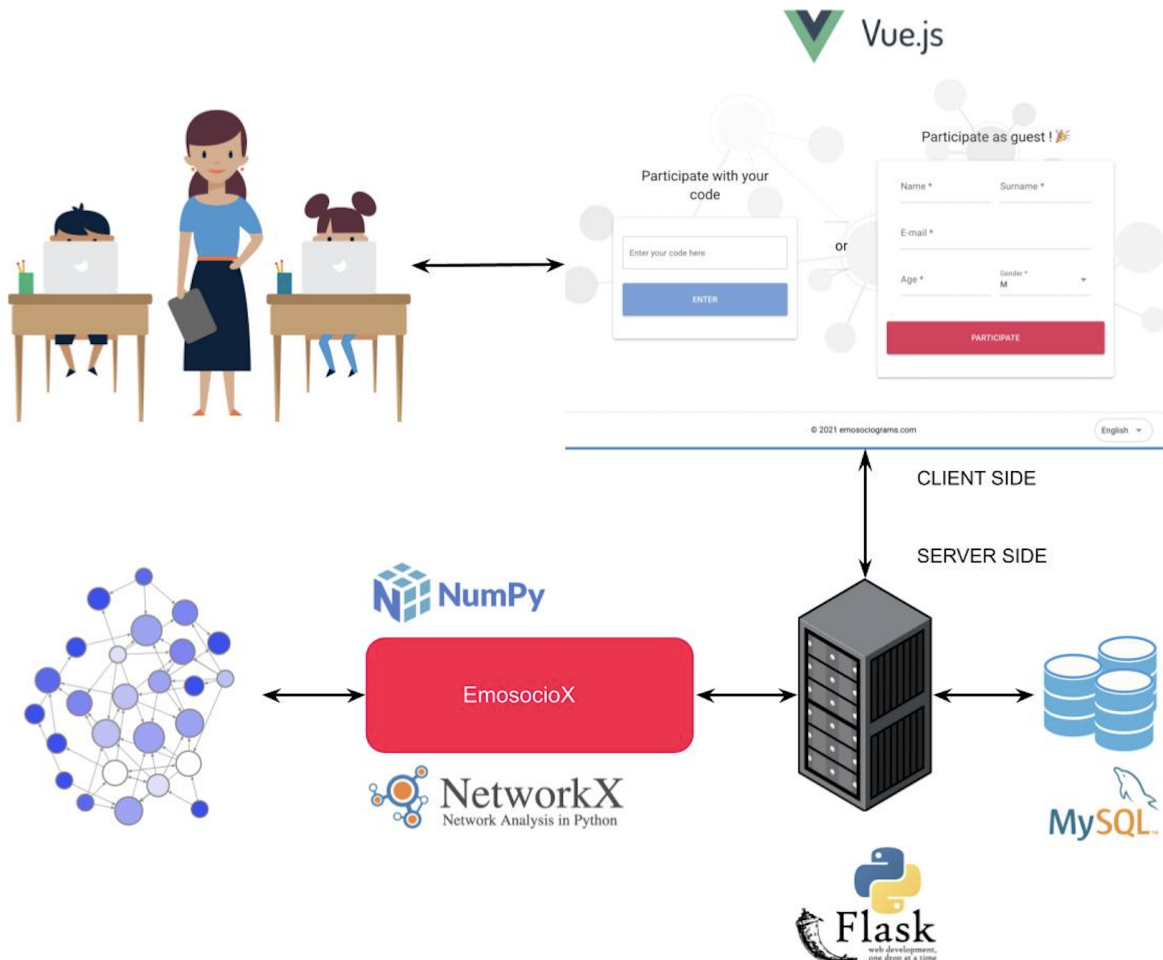 Vue.js
Participate as guest !
Participate with your
code
Name *
Surname *
Enter your code here
E-mail *
or
ENTER
Age *
Gender *
M
PARTICIPATE
© 2021 emosociograms.com
English
CLIENT SIDE
SERVER SIDE
NumPy
EmosocioX
NetworkX
Network Analysis in Python
MySQL™
Flask
web development,
one drop at a time